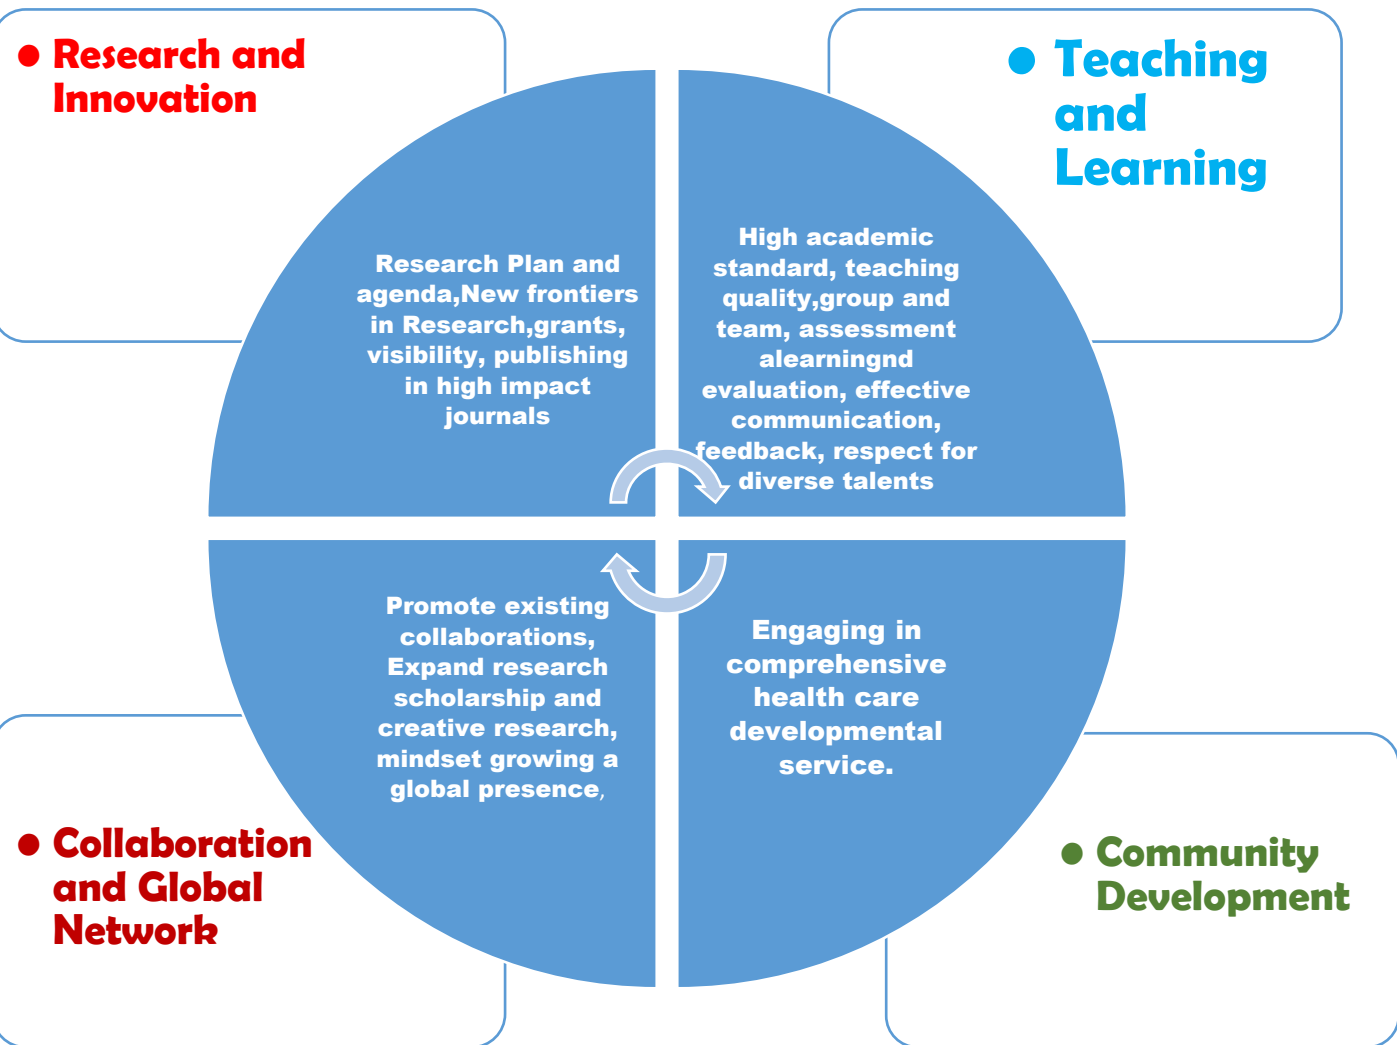 ● Research and
Innovation
● Teaching
and
Learning
Research Plan and
agenda,New frontiers
in Research,grants,
visibility, publishing
in high impact
journals
High academic
standard, teaching
quality,group and
team, assessment
alearningnd
evaluation, effective
communication,
feedback, respect for
diverse talents
Promote existing
collaborations,
Expand research
scholarship and
creative research,
mindset growing a
global presence,
Engaging in
comprehensive
health care
developmental
service.
● Collaboration
and Global
Network
● Community
Development